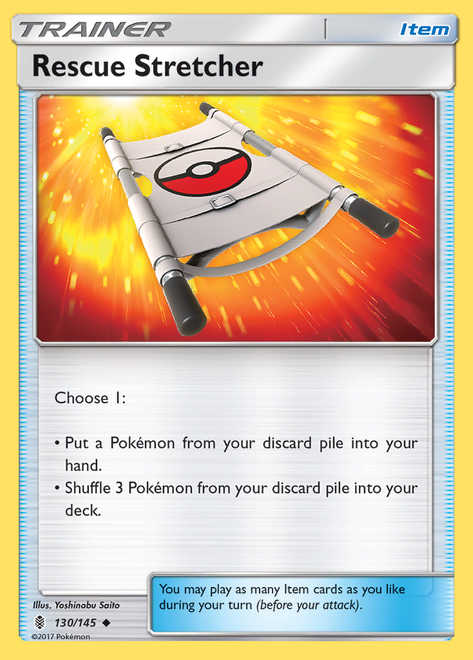 TRAINER Item
Rescue Stretcher
Choose 1:
• Put a Pokémon from your discard pile into your
hand.
• Shuffle 3 Pokémon from your discard pile into your
deck.
You may play as many Item cards as you like
during your turn (before your attack).
Illus. Yoshinobu Saito
130/145
©2017 Pokémon